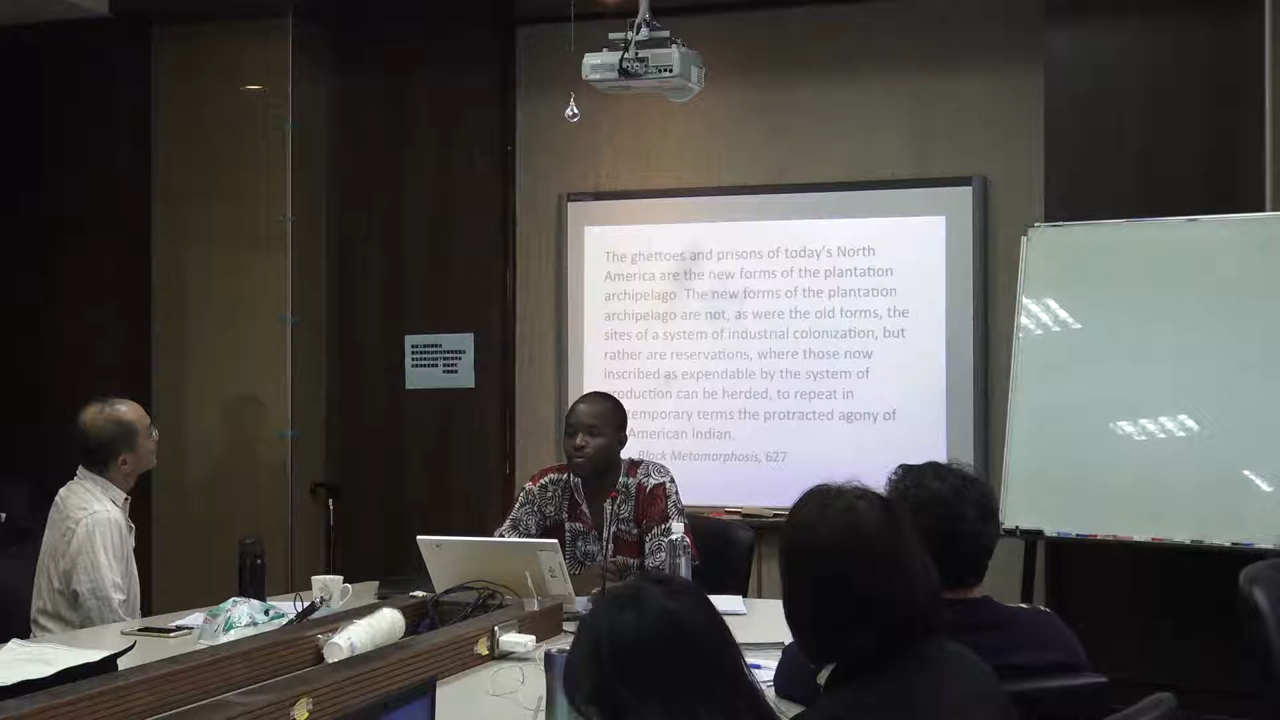 The ghettoes and prisons of today's North
America are the new forms of the plantation
archipelago. The new forms of the plantation
archipelago are not, as were the old forms, the
sites of a system of industrial colonization, but
rather are reservations, where those now
inscribed as expendable by the system of
production can be herded, to repeat in
temporary terms the protracted agony of
American Indian.
Black Metamorphosis, 627